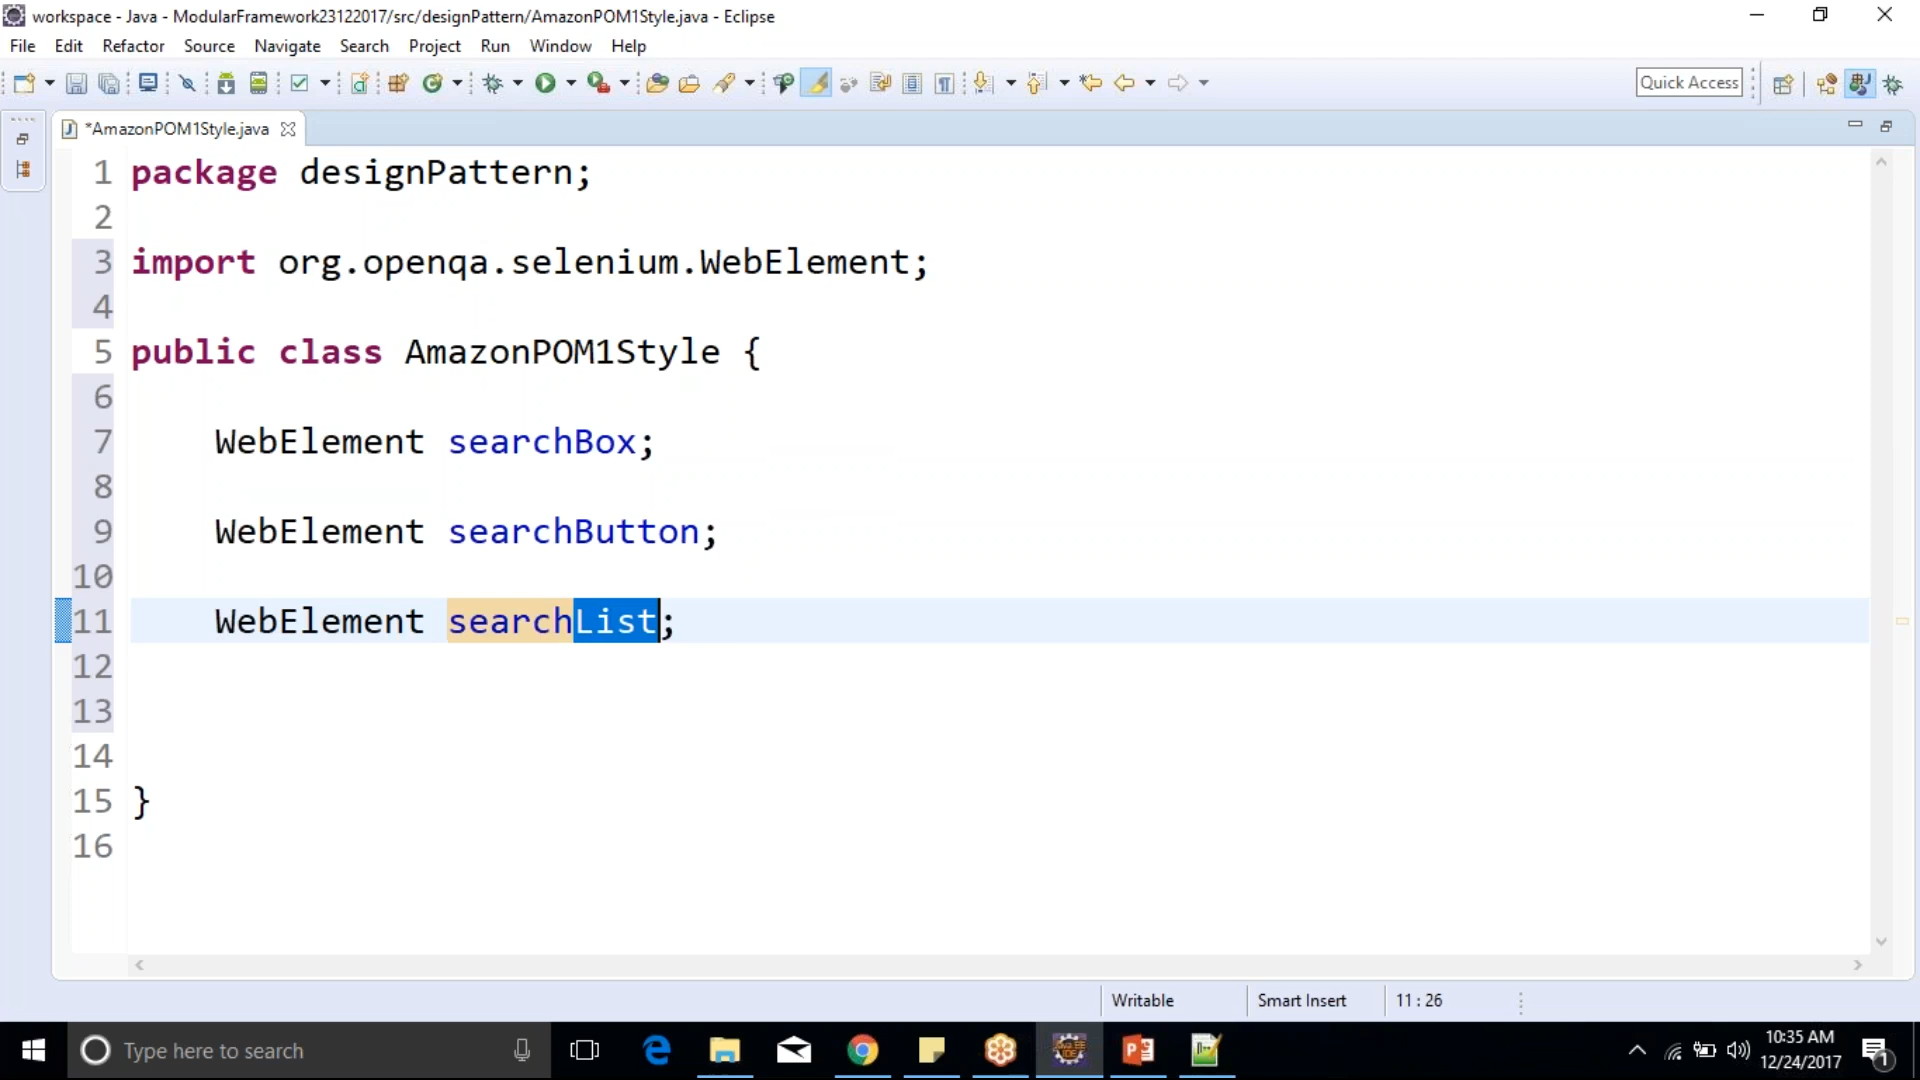 workspace - Java - ModularFramework23122017/src/designPattern/AmazonPOM1Style.java - Eclipse
File Edit Refactor Source Navigate Search Project Run Window Help
Quick Access
*AmazonPOM1Style.java
1 package designPattern;
2
3 import org.openqa.selenium.WebElement;
4
5 public class AmazonPOM1Style {
6
7 WebElement searchBox;
8
9 WebElement searchButton;
10
11 WebElement searchList;
12
13
14
15 }
16
Writable Smart Insert 11 : 26
Type here to search
10:35 AM
12/24/2017
1